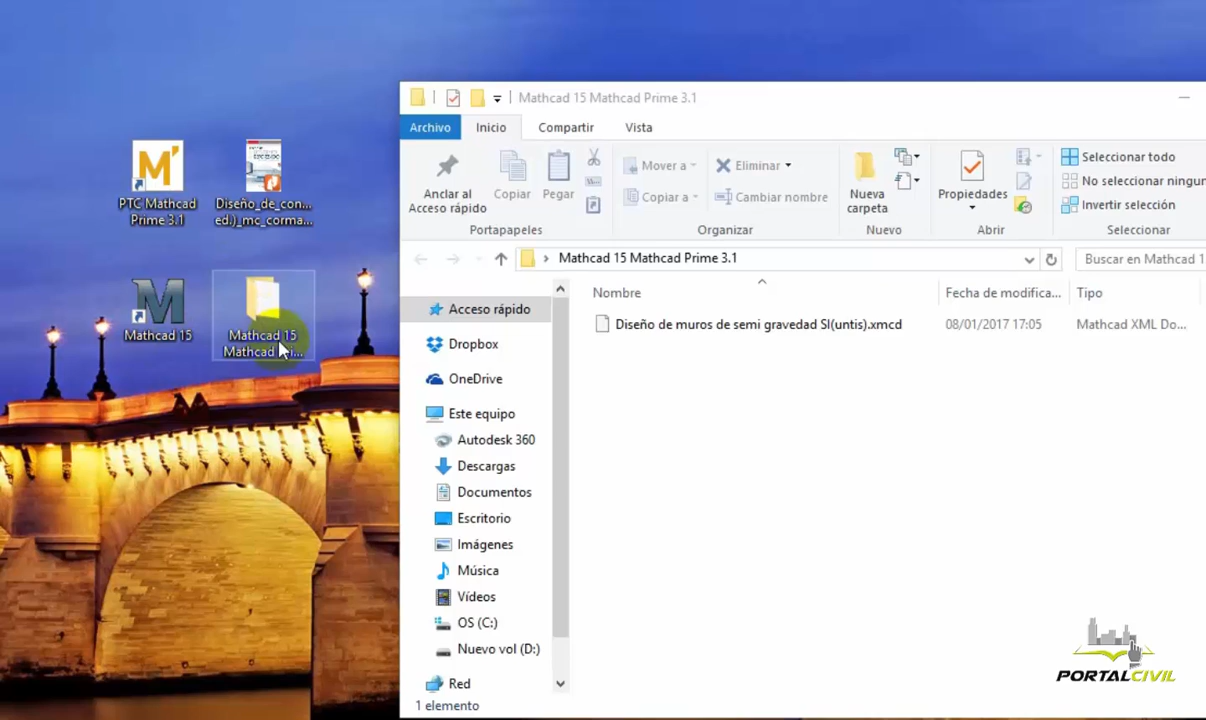 Mathcad 15 Mathcad Prime 3.1
Archivo Inicio Compartir Vista
Anclar al
Acceso rápido
Copiar
Pegar
Mover a
Copiar a
Eliminar
Cambiar nombre
Nueva
carpeta
Propiedades
Seleccionar todo
No seleccionar ningun
Invertir selección
Portapapeles Organizar Nuevo Abrir Seleccionar
Mathcad 15 Mathcad Prime 3.1
Buscar en Mathcad 1
Nombre Fecha de modifica... Tipo
Diseño de muros de semi gravedad SI(untis).xmcd 08/01/2017 17:05 Mathcad XML Do...
Acceso rápido
Dropbox
OneDrive
Este equipo
Autodesk 360
Descargas
Documentos
Escritorio
Imágenes
Música
Vídeos
OS (C:)
Nuevo vol (D:)
Red
1 elemento
PTC Mathcad
Prime 3.1
Diseño_de_con...
ed.)_mc_corma...
Mathcad 15
Mathcad 15
Mathcad
PORTALCIVIL